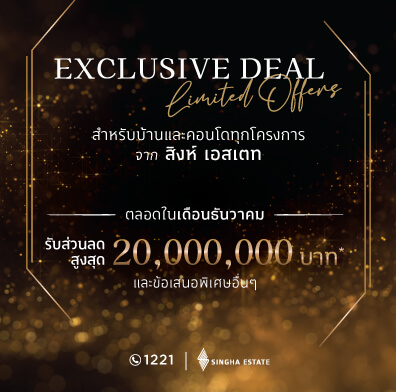 EXCLUSIVE DEAL
Limited Offers
สำหรับบ้านและคอนโดทุกโครงการ
จาก สิงห์ เอสเตท
ตลอดในเดือนธันวาคม
รับส่วนลด
สูงสุด 20,000,000 บาท*
และข้อเสนอพิเศษอื่นๆ
1221 | SINGHA ESTATE